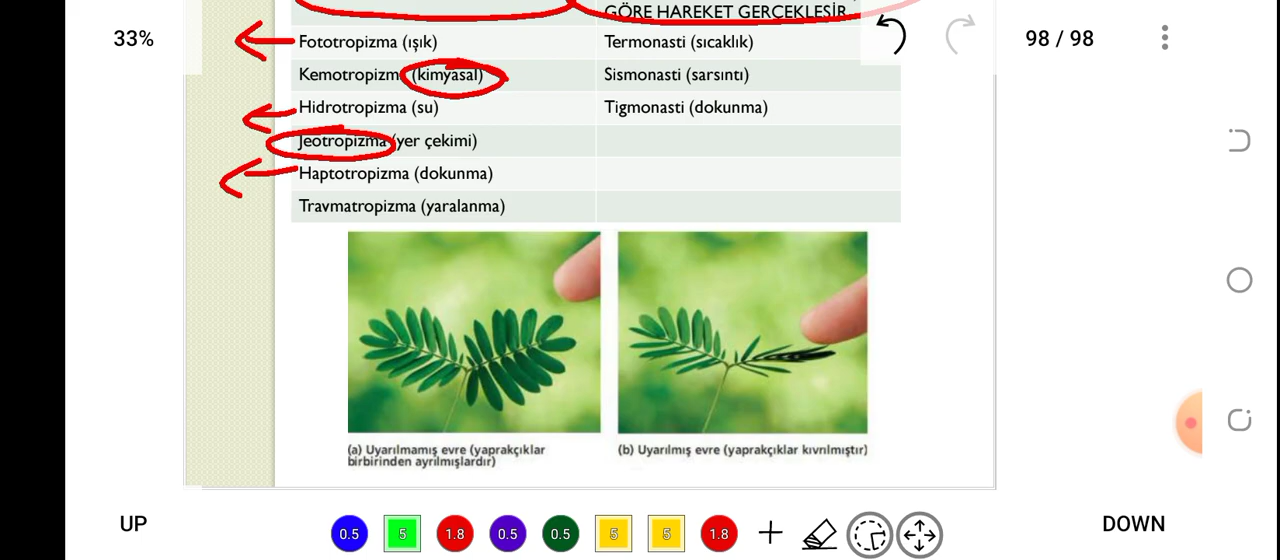 GÖRE HAREKET GERÇEKLEŞİR
33%
98 / 98
Fototropizma (ışık)
Termonasti (sıcaklık)
Kemotropizm (kimyasal)
Sismonasti (sarsıntı)
Hidrotropizma (su)
Tigmonasti (dokunma)
Jeotropizma (yer çekimi)
Haptotropizma (dokunma)
Travmatropizma (yaralanma)
(a) Uyarılmamış evre (yaprakçıklar
birbirinden ayrılmışlardır)
(b) Uyarılmış evre (yaprakçıklar kıvrılmıştır)
UP
0.5
5
1.8
0.5
0.5
5
5
1.8
DOWN